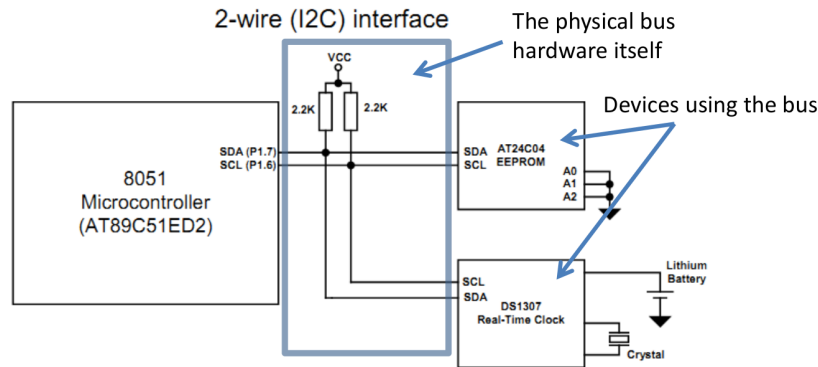 2-wire (I2C) interface
The physical bus
hardware itself
Devices using the bus
VCC
2.2K
2.2K
8051
Microcontroller
(AT89C51ED2)
SDA (P1.7)
SCL (P1.6)
SDA
SCL
AT24C04
EEPROM
A0
A1
A2
SCL
SDA
DS1307
Real-Time Clock
Lithium
Battery
Crystal